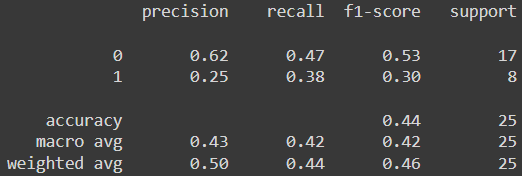 precision recall f1-score support
0 0.62 0.47 0.53 17
1 0.25 0.38 0.30 8
accuracy 0.44 25
macro avg 0.43 0.42 0.42 25
weighted avg 0.50 0.44 0.46 25